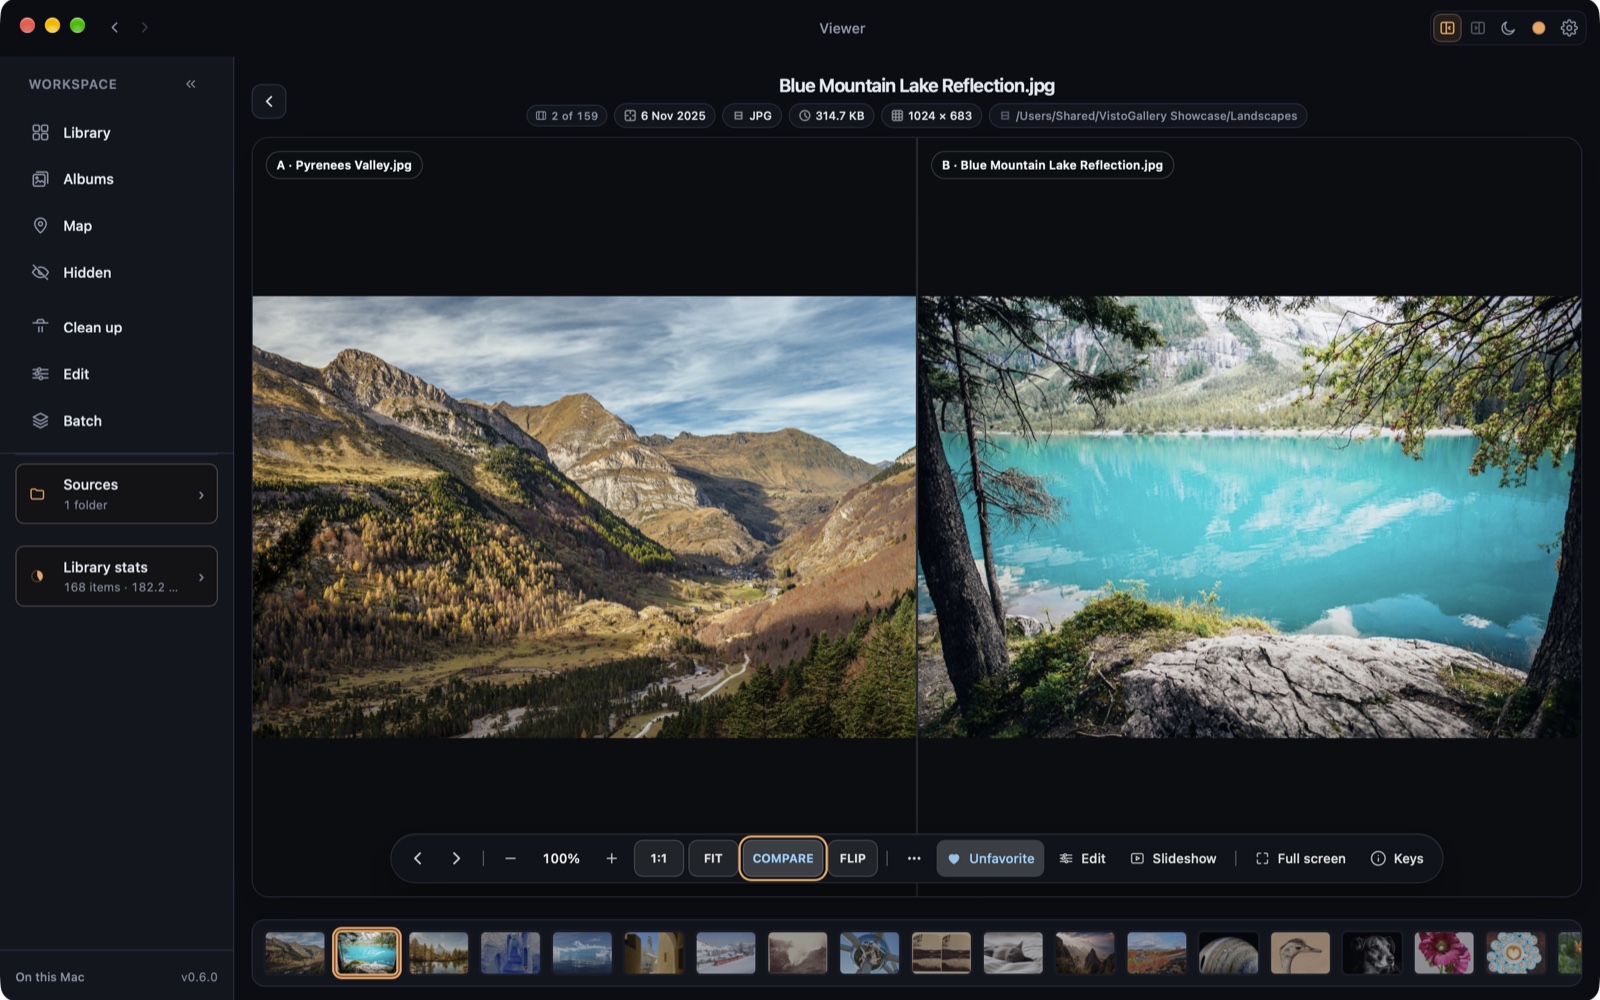 Viewer
WORKSPACE
Library
Albums
Map
Hidden
Clean up
Edit
Batch
Sources
1 folder
Library stats
168 items · 182.2 ...
On this Mac
v0.6.0
Blue Mountain Lake Reflection.jpg
2 of 159
6 Nov 2025
JPG
314.7 KB
1024 × 683
/Users/Shared/VistoGallery Showcase/Landscapes
A · Pyrenees Valley.jpg
B · Blue Mountain Lake Reflection.jpg
100%
1:1
FIT
COMPARE
FLIP
Unfavorite
Edit
Slideshow
Full screen
Keys